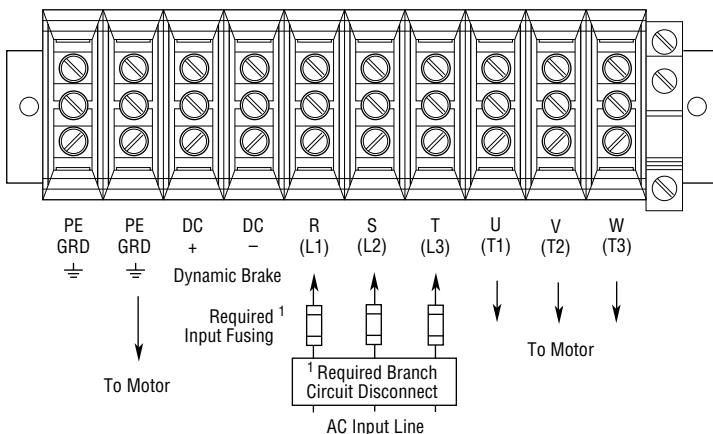 PE PE DC DC R S T U V W
GRD GRD + – (L1) (L2) (L3) (T1) (T2) (T3)
Dynamic Brake
Required 1
Input Fusing
To Motor
To Motor
1 Required Branch
Circuit Disconnect
AC Input Line